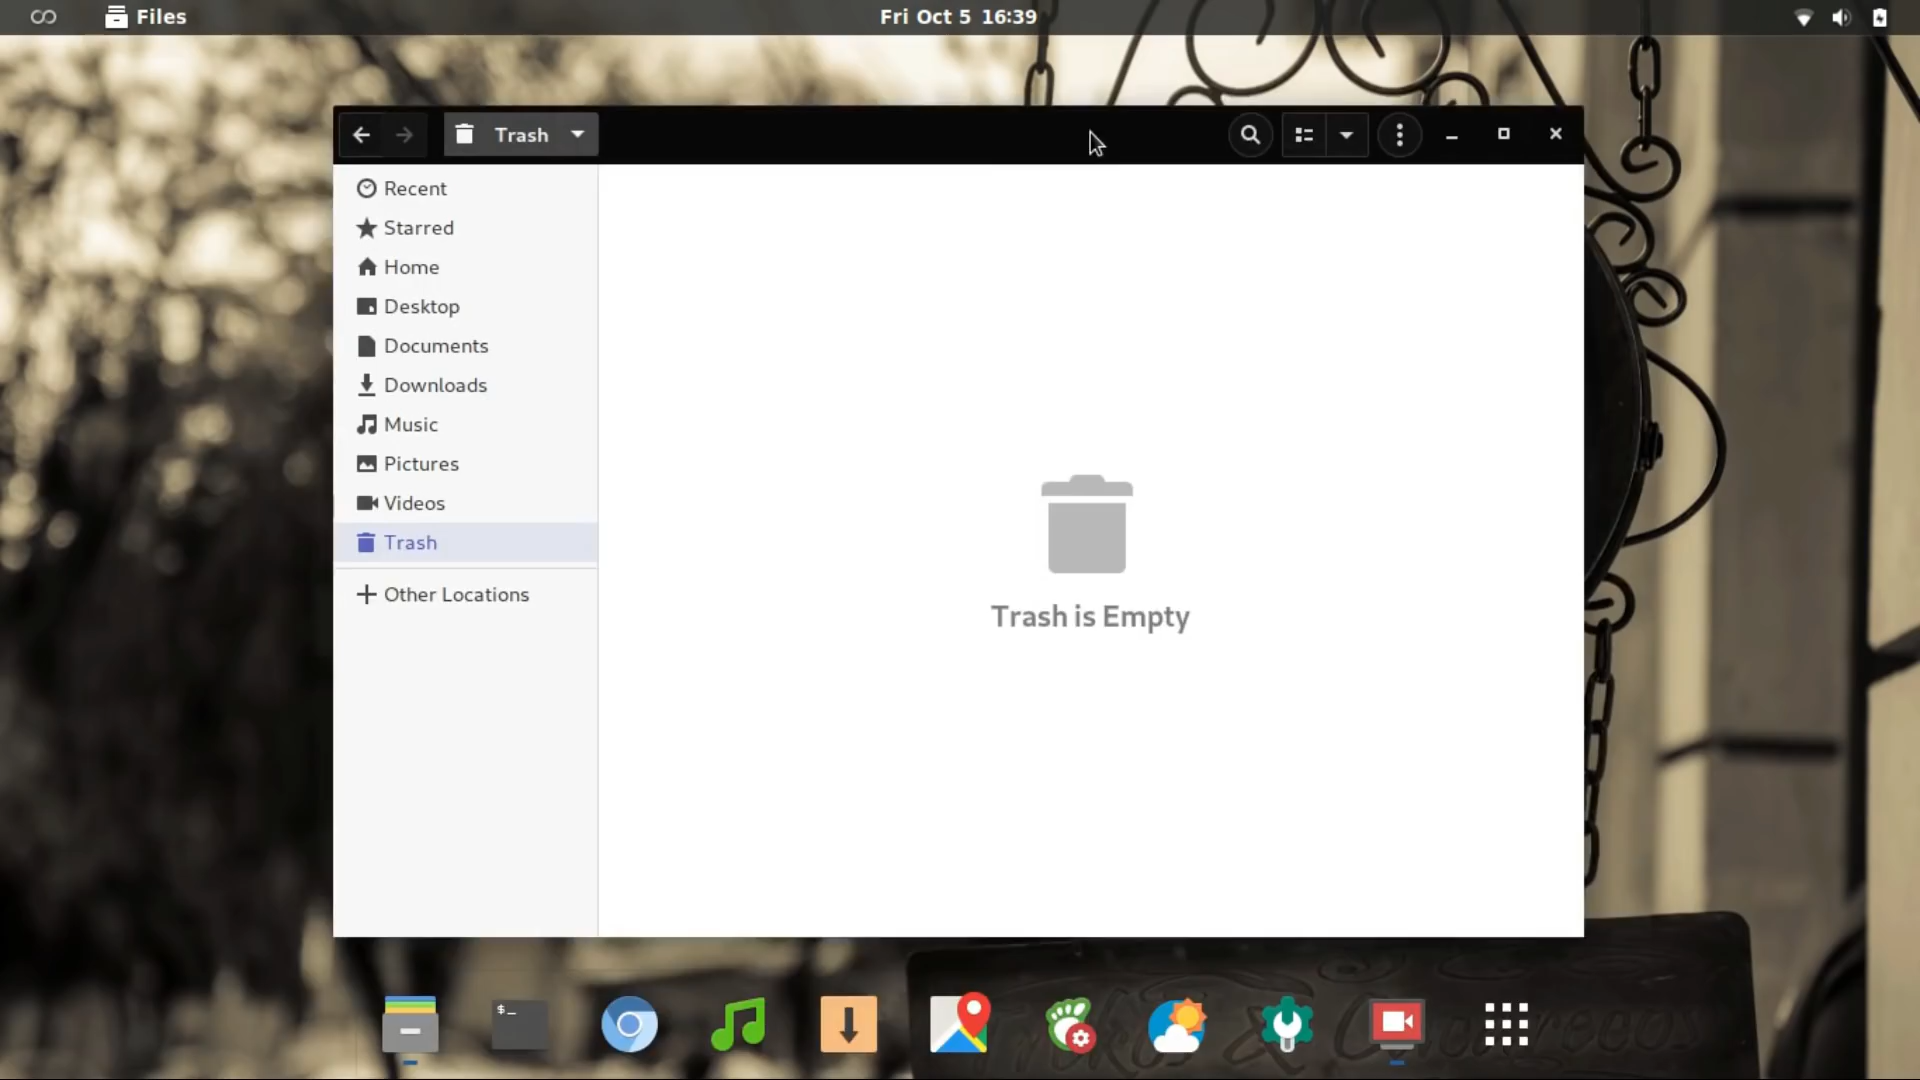 Files
Fri Oct 5 16:39
Trash
Recent
Starred
Home
Desktop
Documents
Downloads
Music
Pictures
Videos
Trash
Other Locations
Trash is Empty
$_